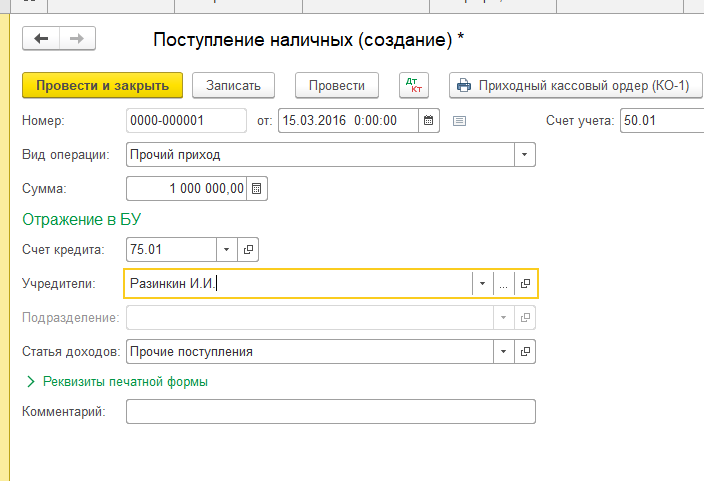 Поступление наличных (создание) *
Провести и закрыть Записать Провести Дт Кт Приходный кассовый ордер (КО-1)
Номер: 0000-000001 от: 15.03.2016 0:00:00 Счет учета: 50.01
Вид операции: Прочий приход
Сумма: 1 000 000,00
Отражение в БУ
Счет кредита: 75.01
Учредители: Разинкин И.И. ...
Подразделение:
Статья доходов: Прочие поступления
Реквизиты печатной формы
Комментарий: